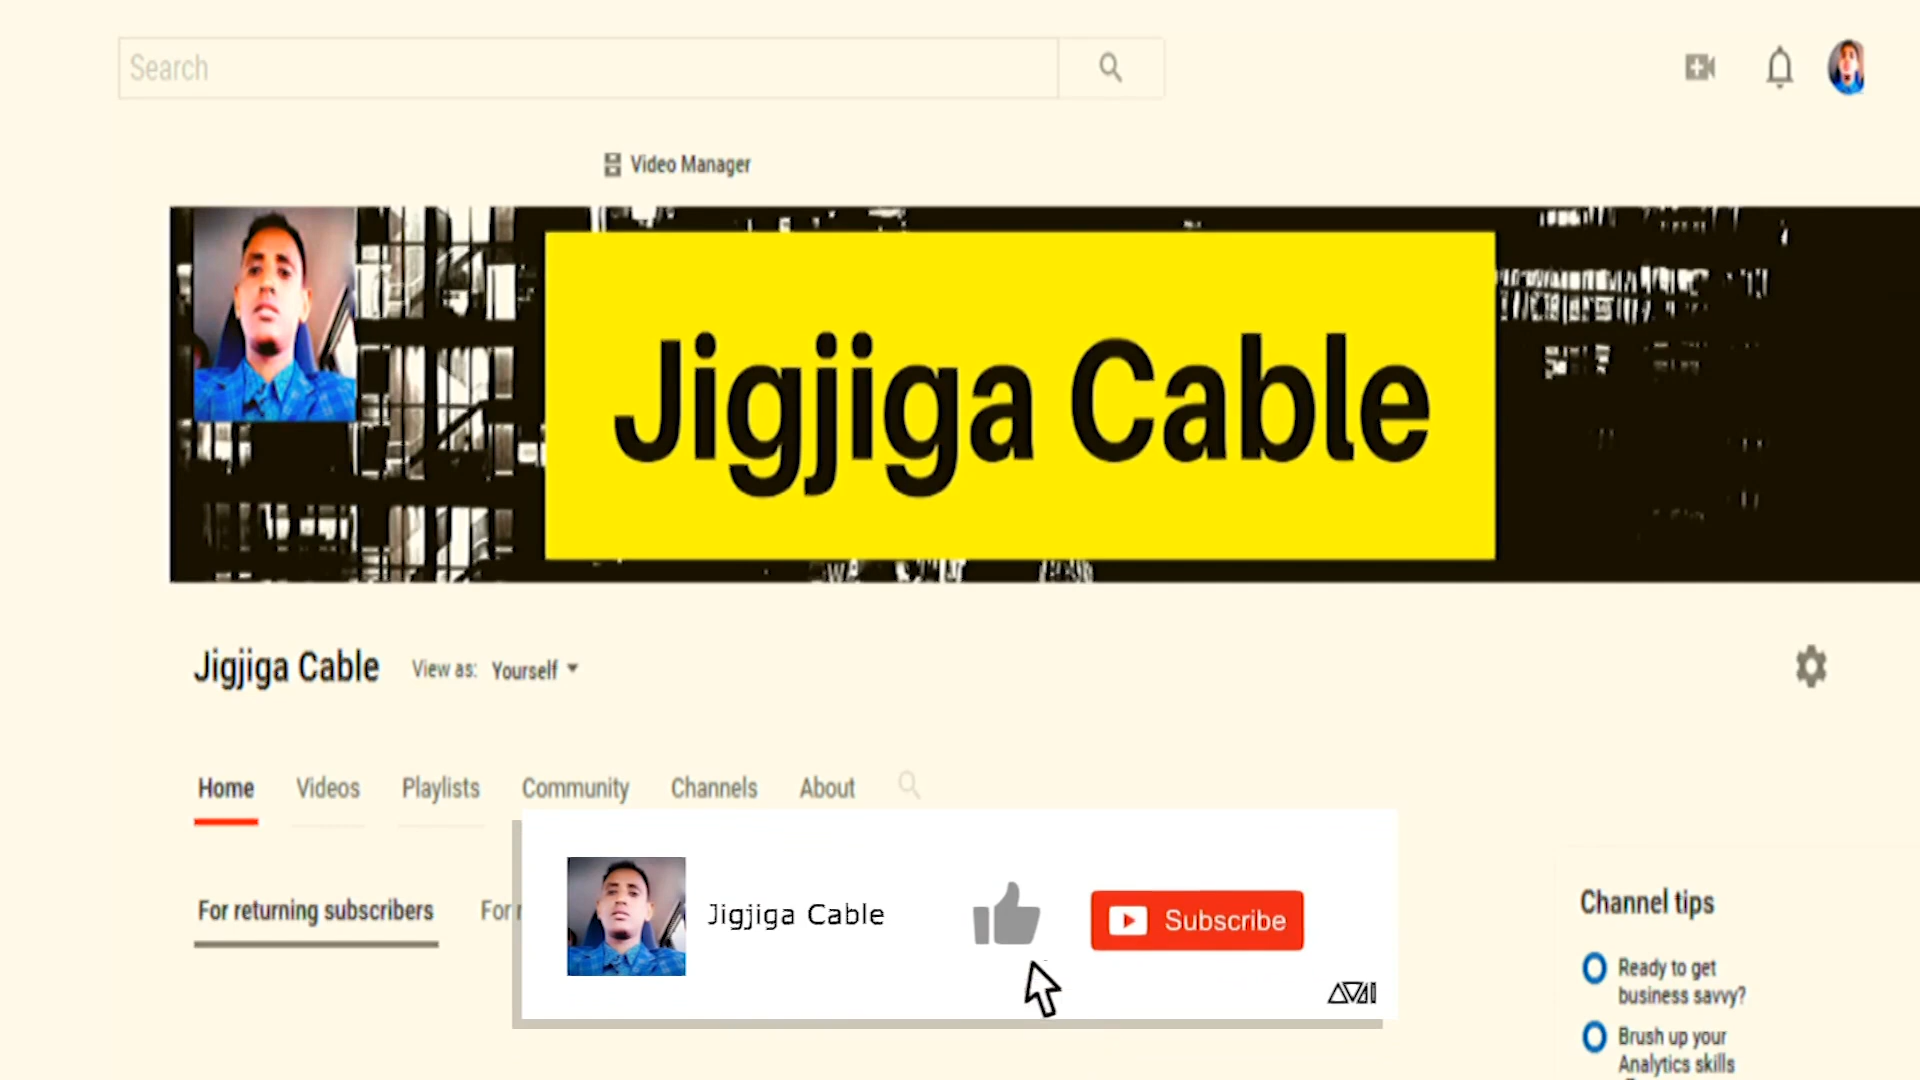 Search
Video Manager
Jigjiga Cable
Jigjiga Cable View as: Yourself
Home Videos Playlists Community Channels About
For returning subscribers For
Jigjiga Cable Subscribe
Channel tips
Ready to get
business savvy?
Brush up your
Analytics skills